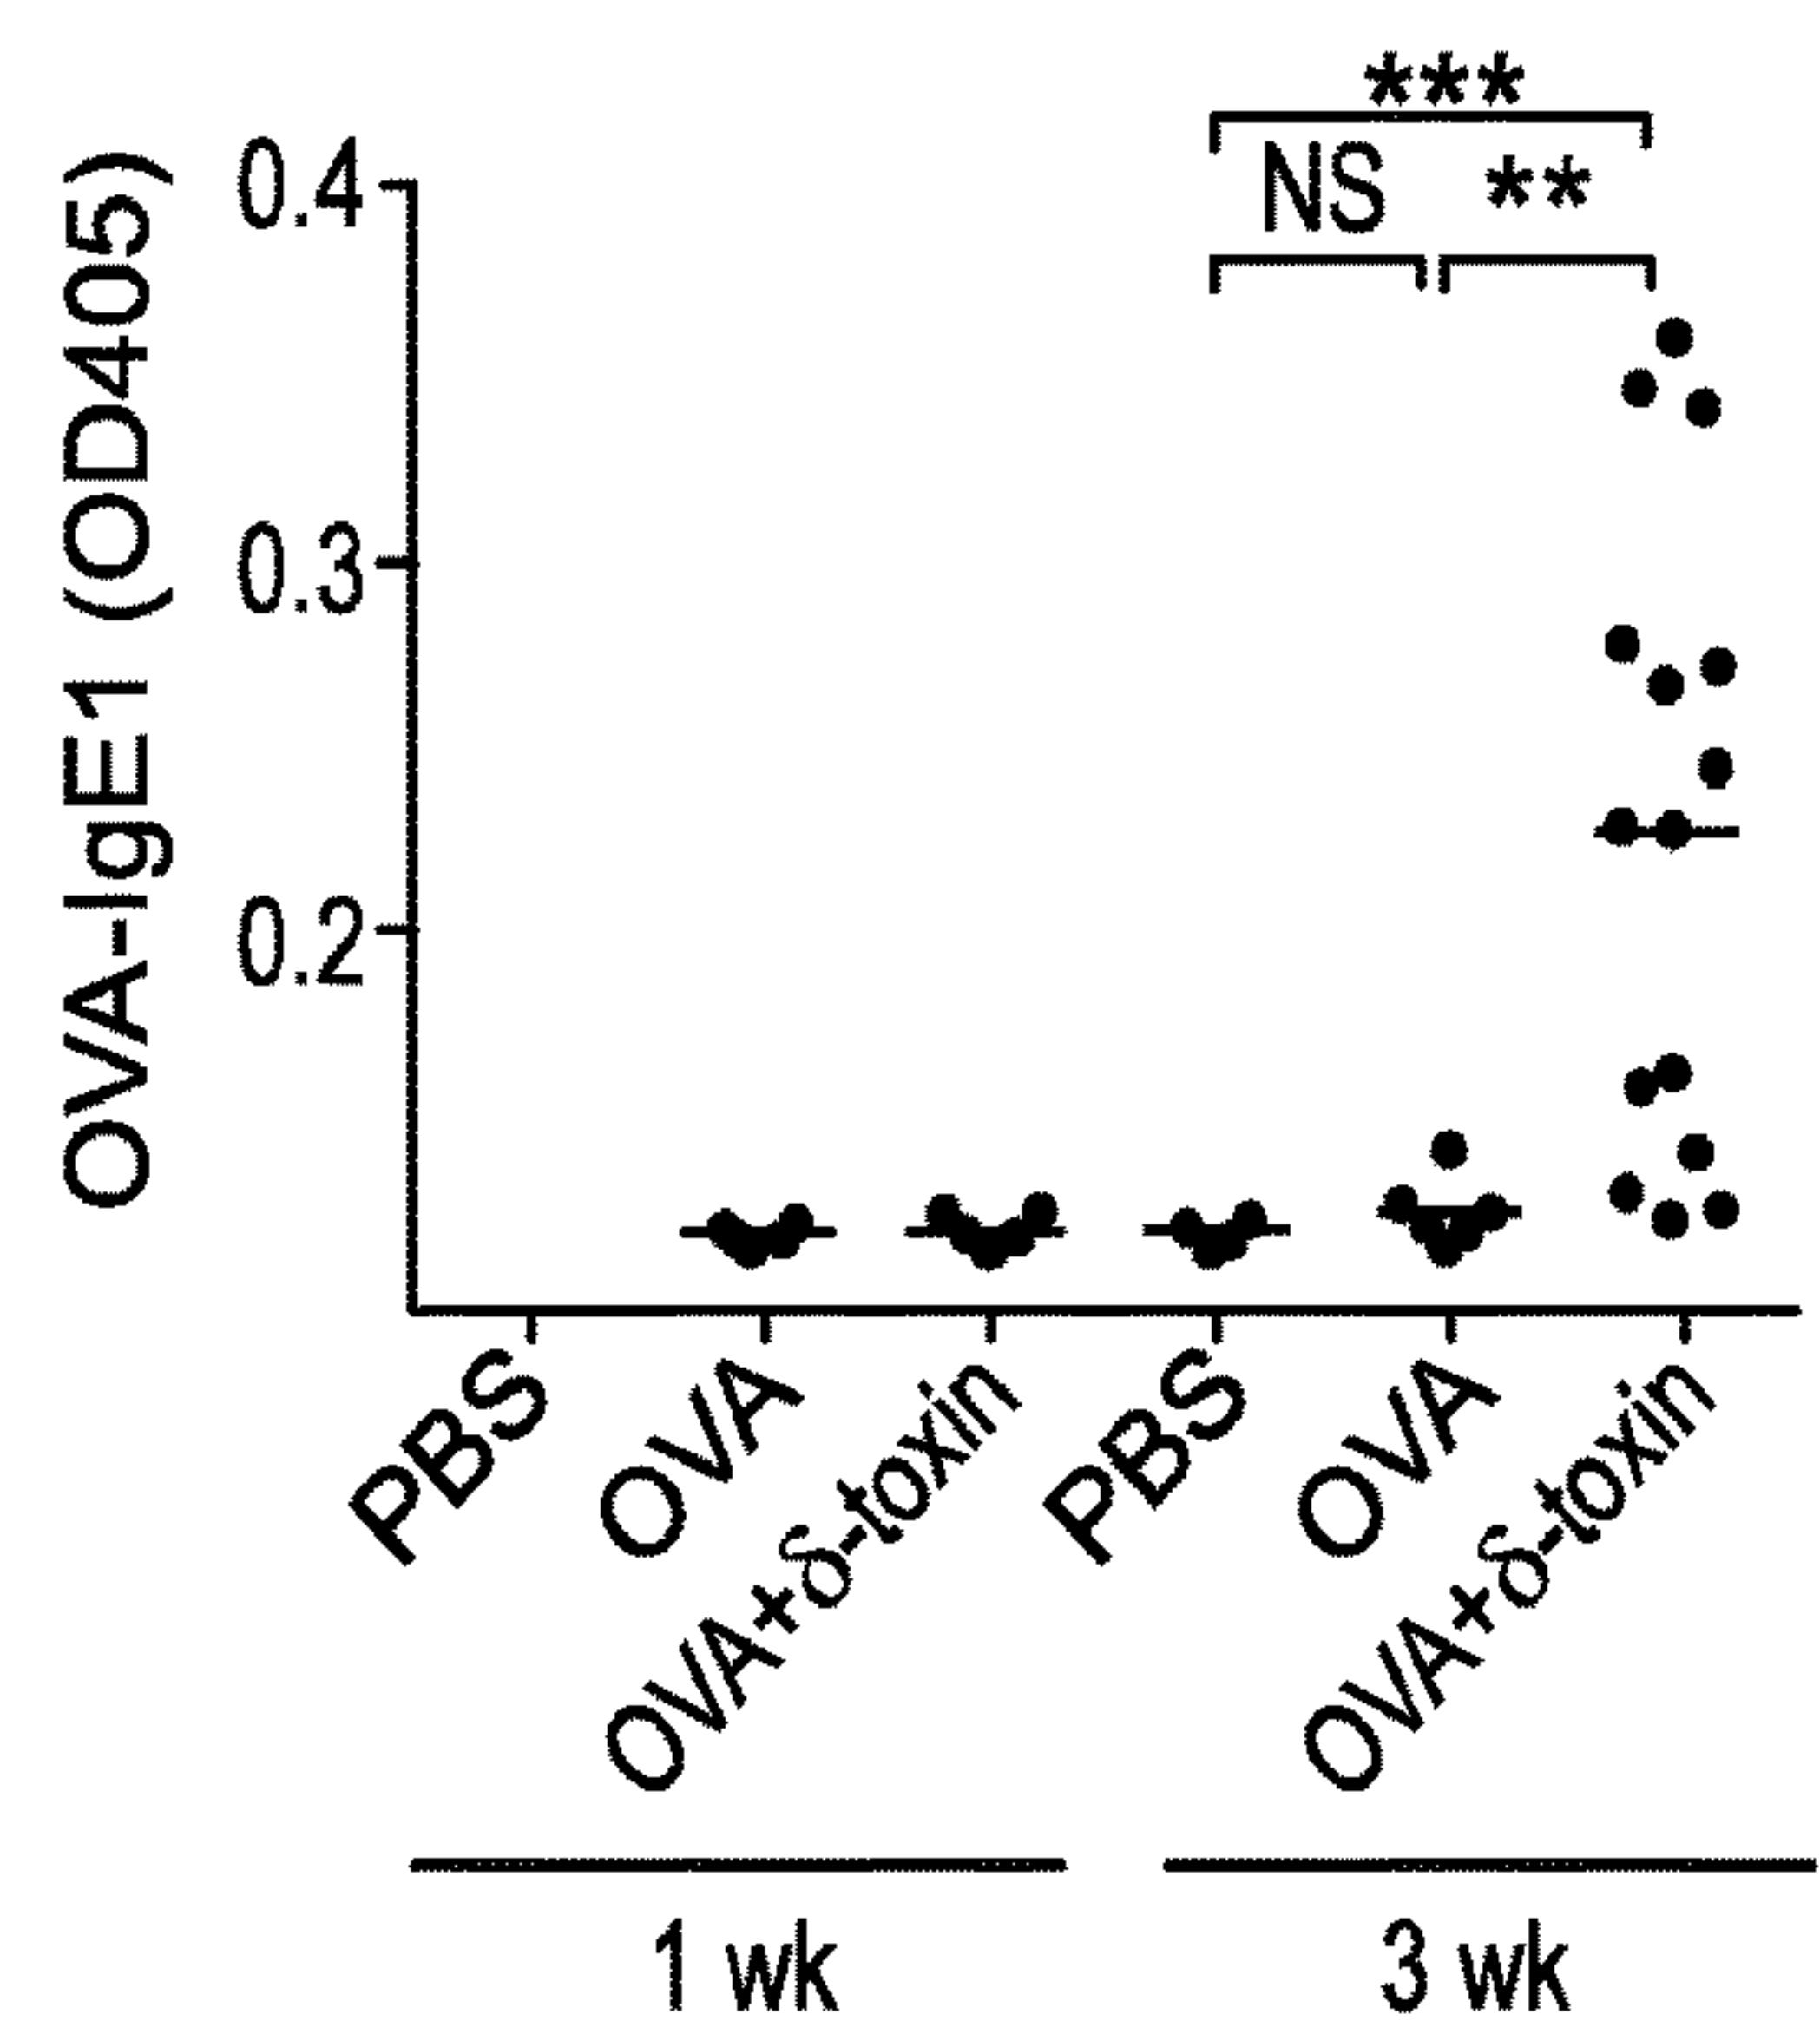 ***
NS **
OVA-IgE1 (OD405)
0.4
0.3
0.2
PBS
OVA
OVA+δ-toxin
PBS
OVA
OVA+δ-toxin
1 wk
3 wk